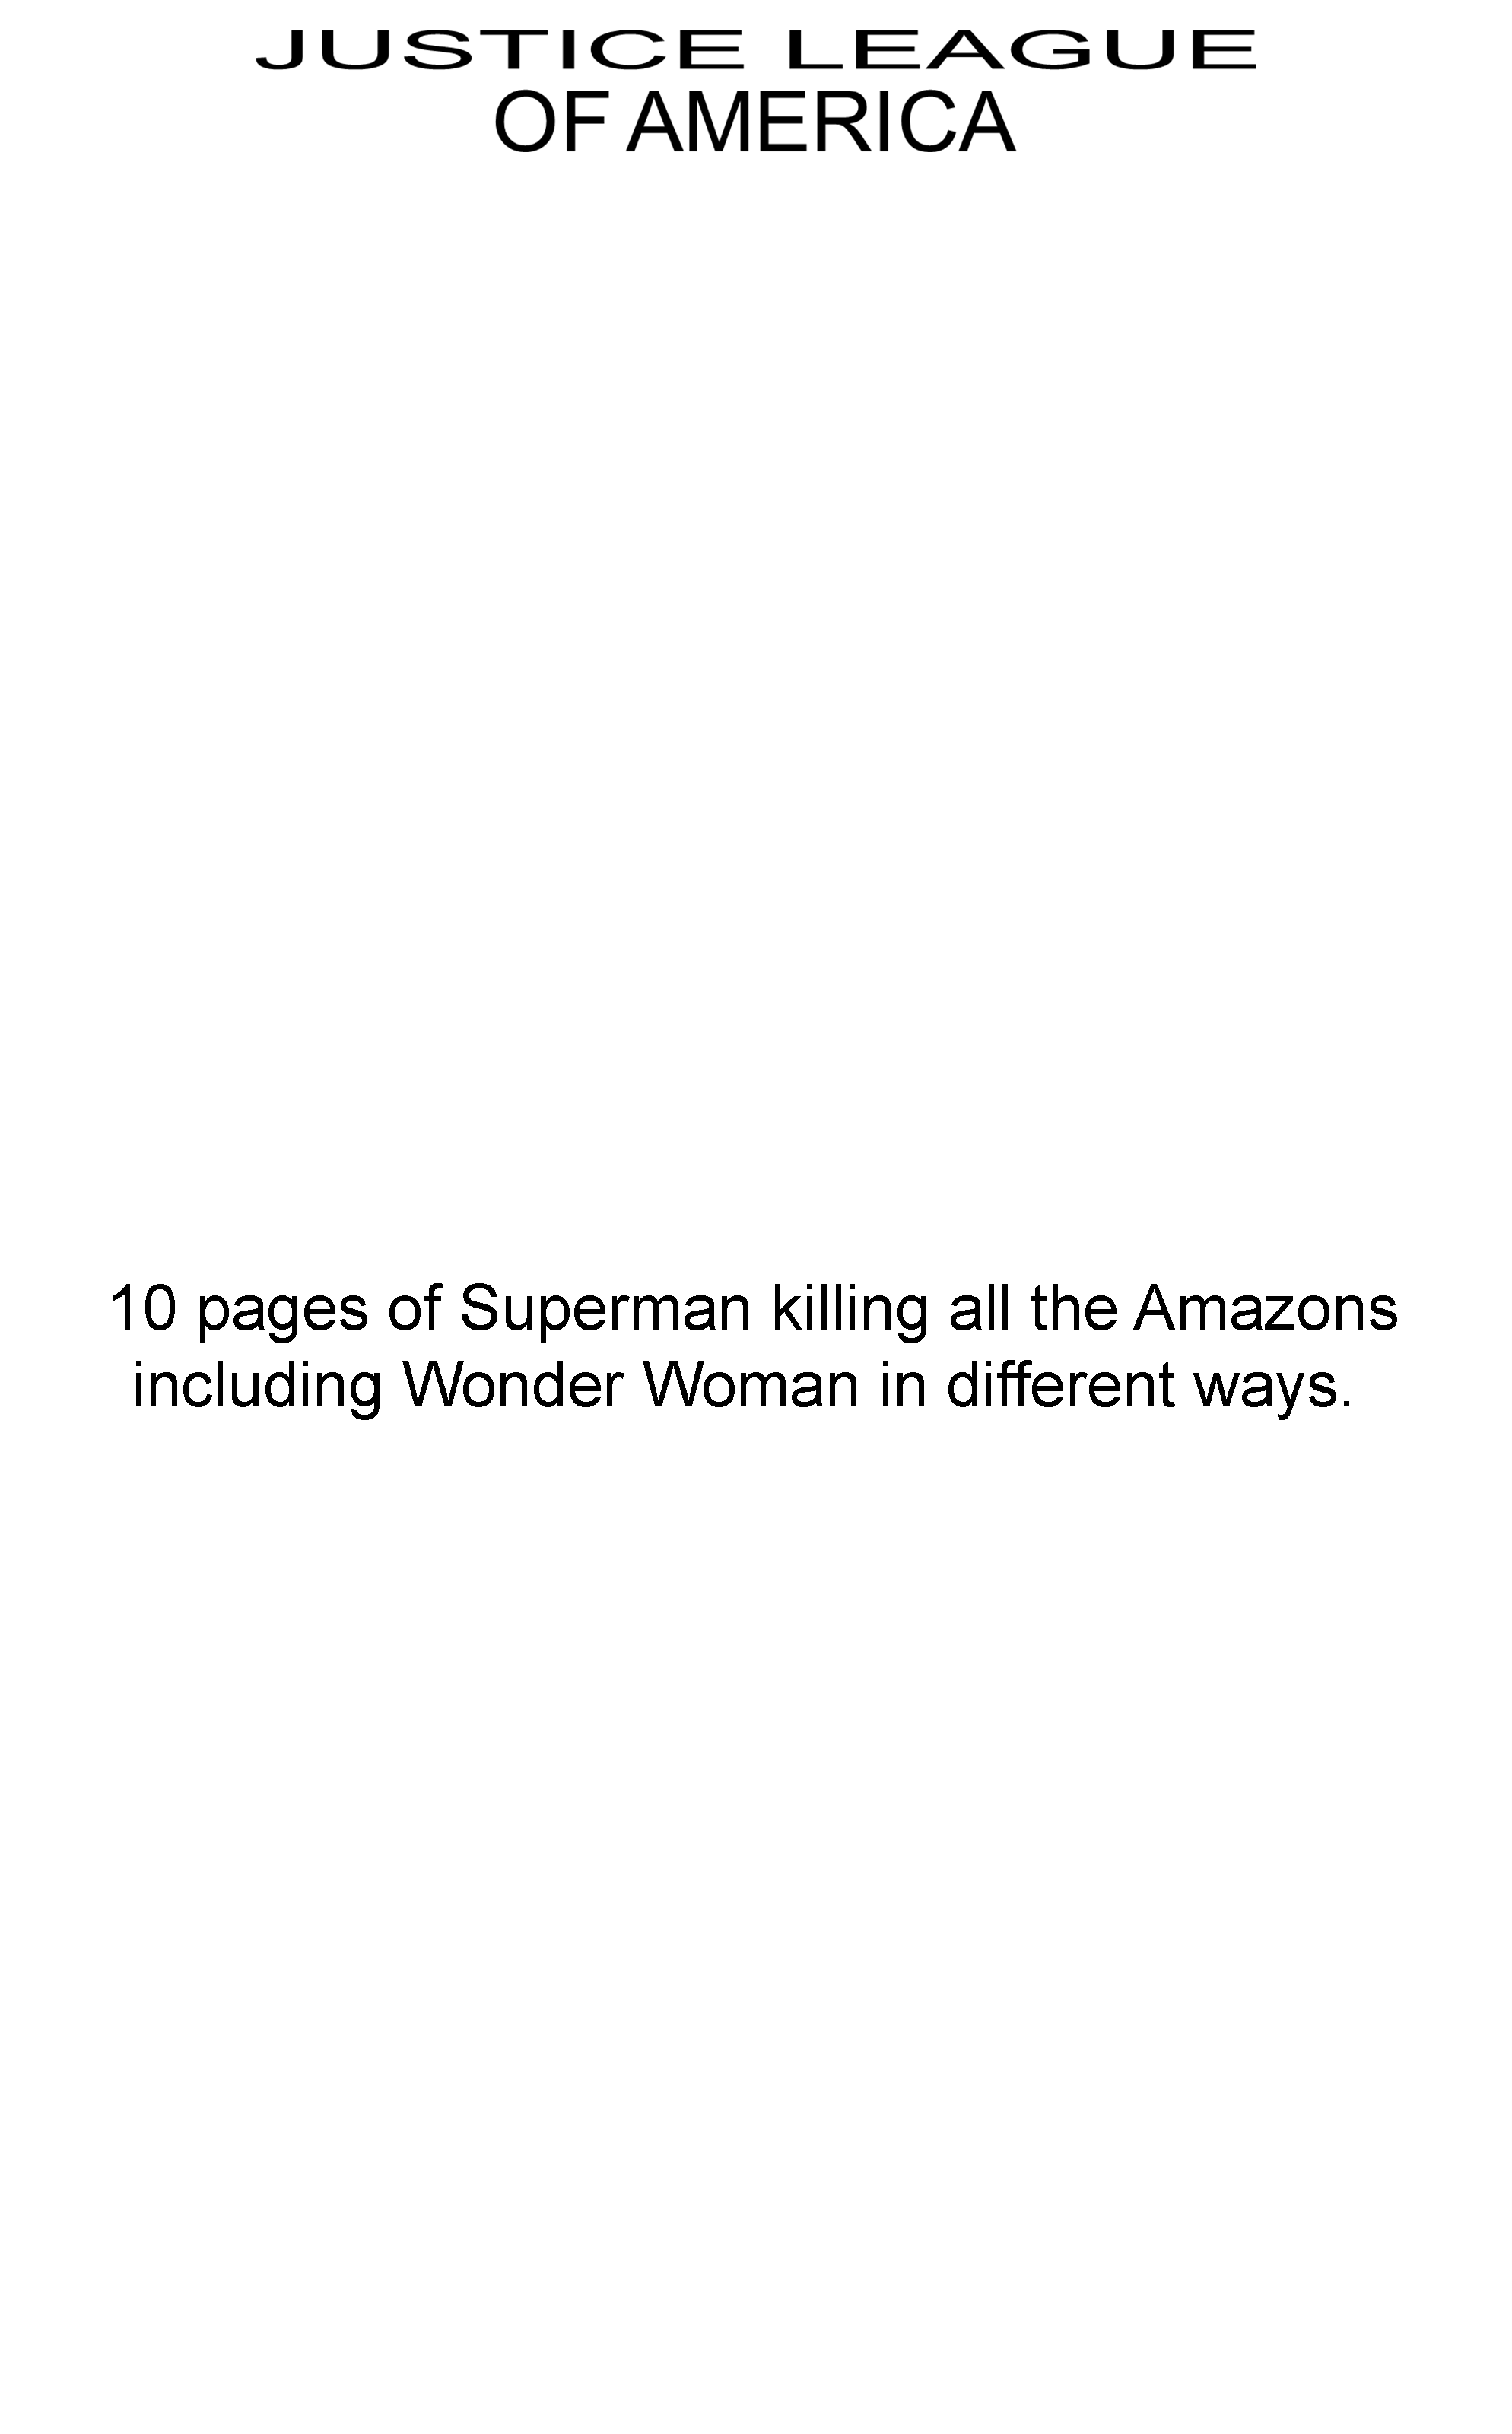 JUSTICE LEAGUE
OF AMERICA
10 pages of Superman killing all the Amazons
including Wonder Woman in different ways.